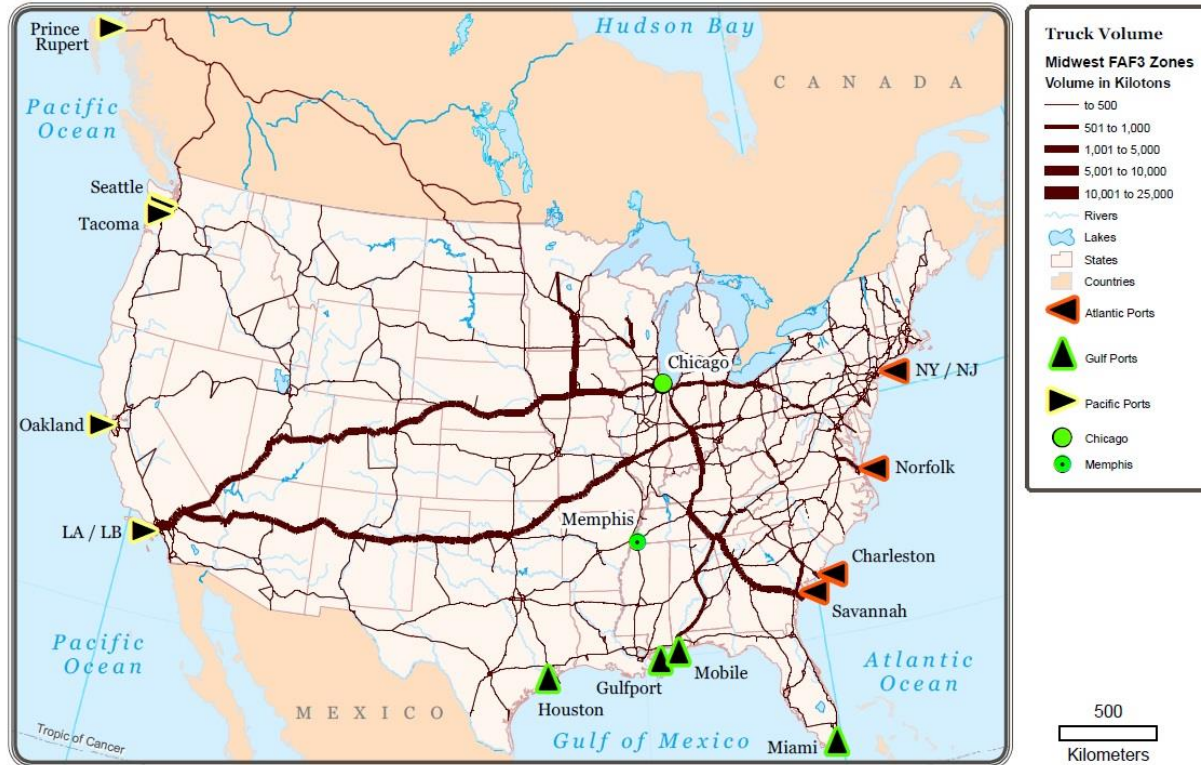 Prince
Rupert
Hudson Bay
CANADA
Pacific
Ocean
Seattle
Tacoma
Chicago
NY / NJ
Oakland
Norfolk
LA / LB
Memphis
Charleston
Savannah
Pacific
Ocean
Atlantic
Ocean
Mobile
Gulfport
Houston
MEXICO
Gulf of Mexico
Miami
Tropic of Cancer
Truck Volume
Midwest FAF3 Zones
Volume in Kilotons
to 500
501 to 1,000
1,001 to 5,000
5,001 to 10,000
10,001 to 25,000
Rivers
Lakes
States
Countries
Atlantic Ports
Gulf Ports
Pacific Ports
Chicago
Memphis
500
Kilometers